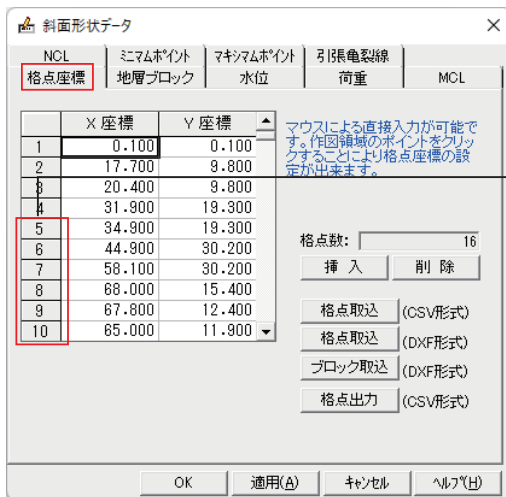 斜面形状データ
NCL ミニマムポイント マキシマムポイント 引張亀裂線
格点座標 地層ブロック 水位 荷重 MCL
X座標 Y座標
1 0.100 0.100
2 17.700 9.800
3 20.400 9.800
4 31.900 19.300
5 34.900 19.300
6 44.900 30.200
7 58.100 30.200
8 68.000 15.400
9 67.800 12.400
10 65.000 11.900
マウスによる直接入力が可能で
す。作図領域のポイントをクリッ
クすることにより格点座標の設
定が出来ます。
格点数: 16
挿 入 削 除
格点取込 (CSV形式)
格点取込 (DXF形式)
ブロック取込 (DXF形式)
格点出力 (CSV形式)
OK 適用(A) キャンセル ヘルプ(H)